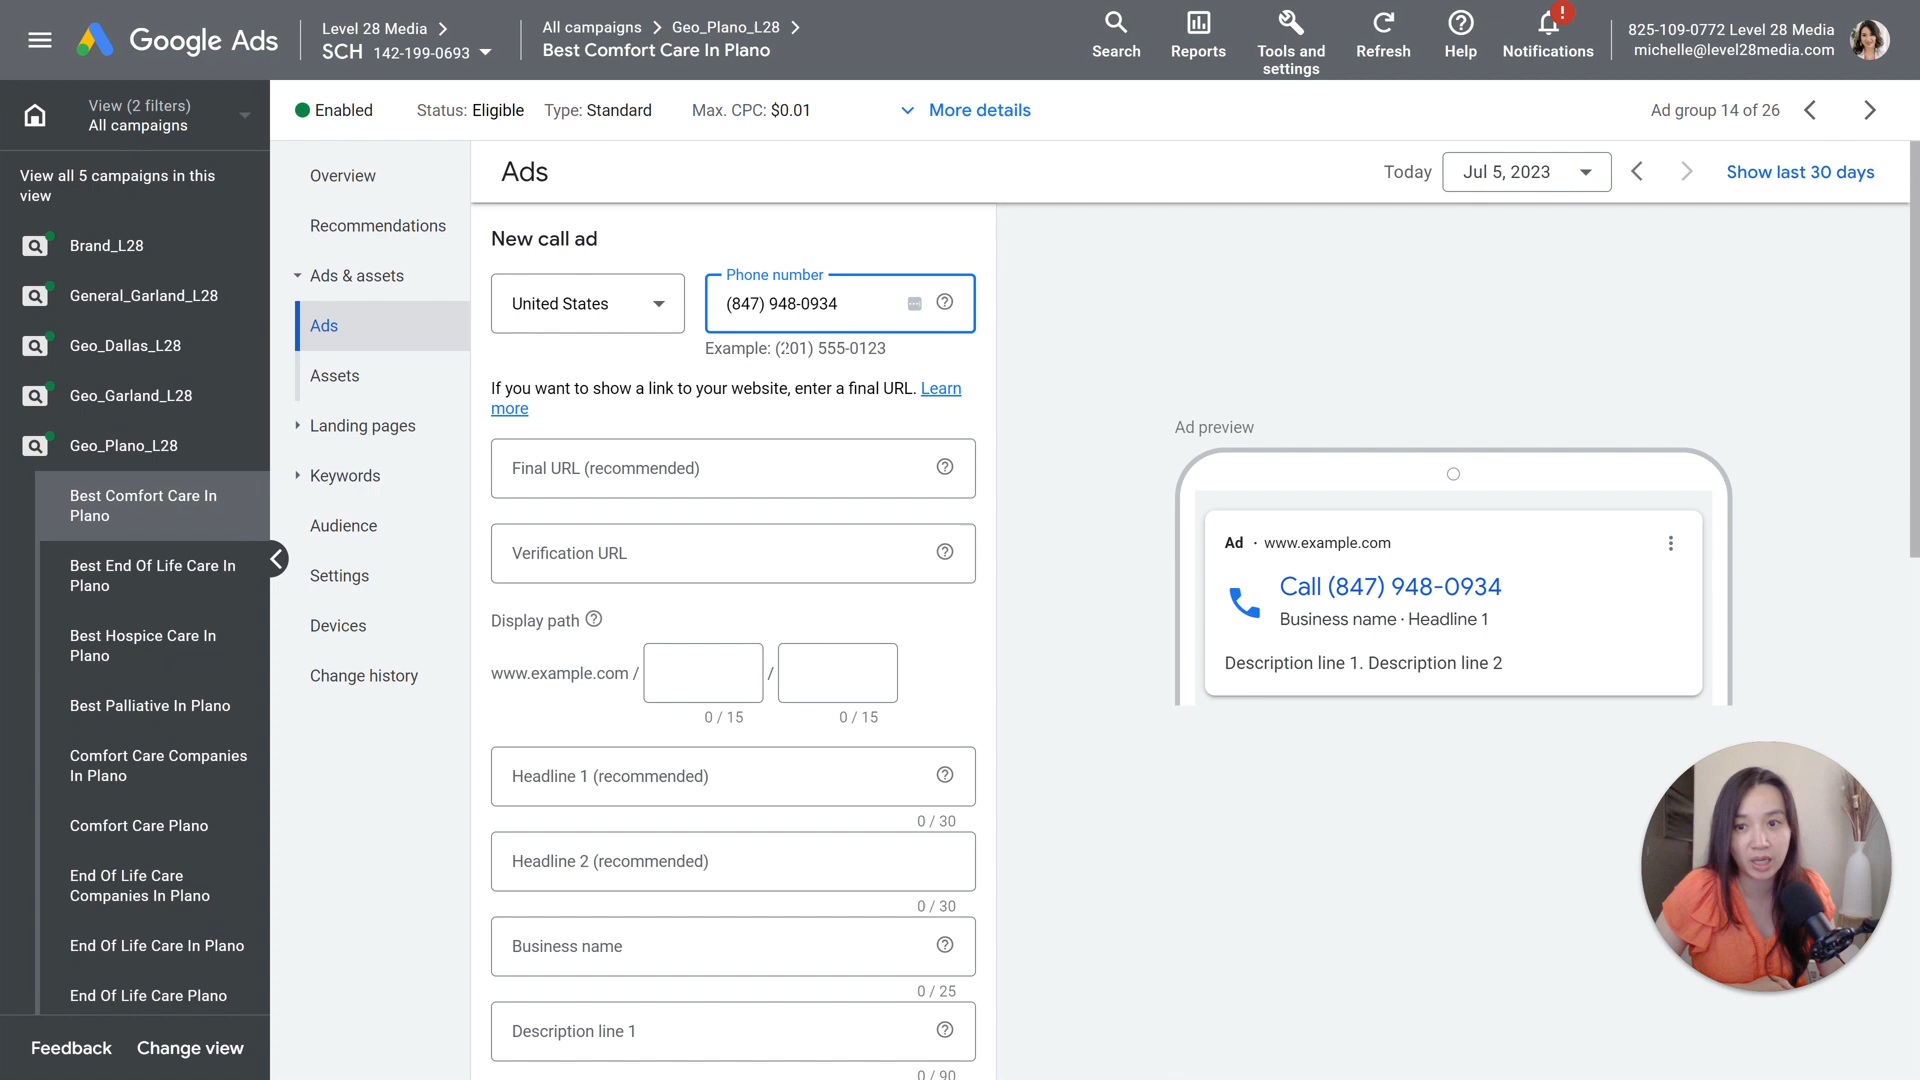 Google Ads
Level 28 Media
SCH 142-199-0693
All campaigns
Geo_Plano_L28
Best Comfort Care In Plano
Search
Reports
Tools and
settings
Refresh
Help
!
Notifications
825-109-0772 Level 28 Media
michelle@level28media.com
View (2 filters)
All campaigns
View all 5 campaigns in this
view
Brand_L28
General_Garland_L28
Geo_Dallas_L28
Geo_Garland_L28
Geo_Plano_L28
Best Comfort Care In
Plano
Best End Of Life Care In
Plano
Best Hospice Care In
Plano
Best Palliative In Plano
Comfort Care Companies
In Plano
Comfort Care Plano
End Of Life Care
Companies In Plano
End Of Life Care In Plano
End Of Life Care Plano
Feedback
Change view
Enabled
Status: Eligible
Type: Standard
Max. CPC: $0.01
More details
Ad group 14 of 26
Overview
Recommendations
Ads & assets
Ads
Assets
Landing pages
Keywords
Audience
Settings
Devices
Change history
Ads
Today
Jul 5, 2023
Show last 30 days
New call ad
United States
Phone number
(847) 948-0934
Example: (201) 555-0123
If you want to show a link to your website, enter a final URL. Learn
more
Final URL (recommended)
Verification URL
Display path
www.example.com /
/
0 / 15
0 / 15
Headline 1 (recommended)
0 / 30
Headline 2 (recommended)
0 / 30
Business name
0 / 25
Description line 1
0 / 90
Ad preview
Ad · www.example.com
Call (847) 948-0934
Business name · Headline 1
Description line 1. Description line 2